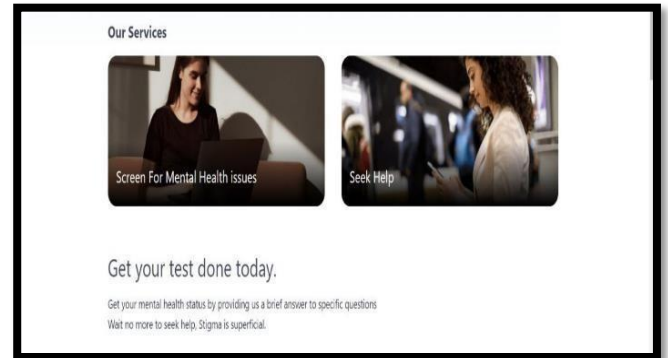 Our Services
Screen For Mental Health issues
Seek Help
Get your test done today.
Get your mental health status by providing us a brief answer to specific questions
Wait no more to seek help, Stigma is superficial.